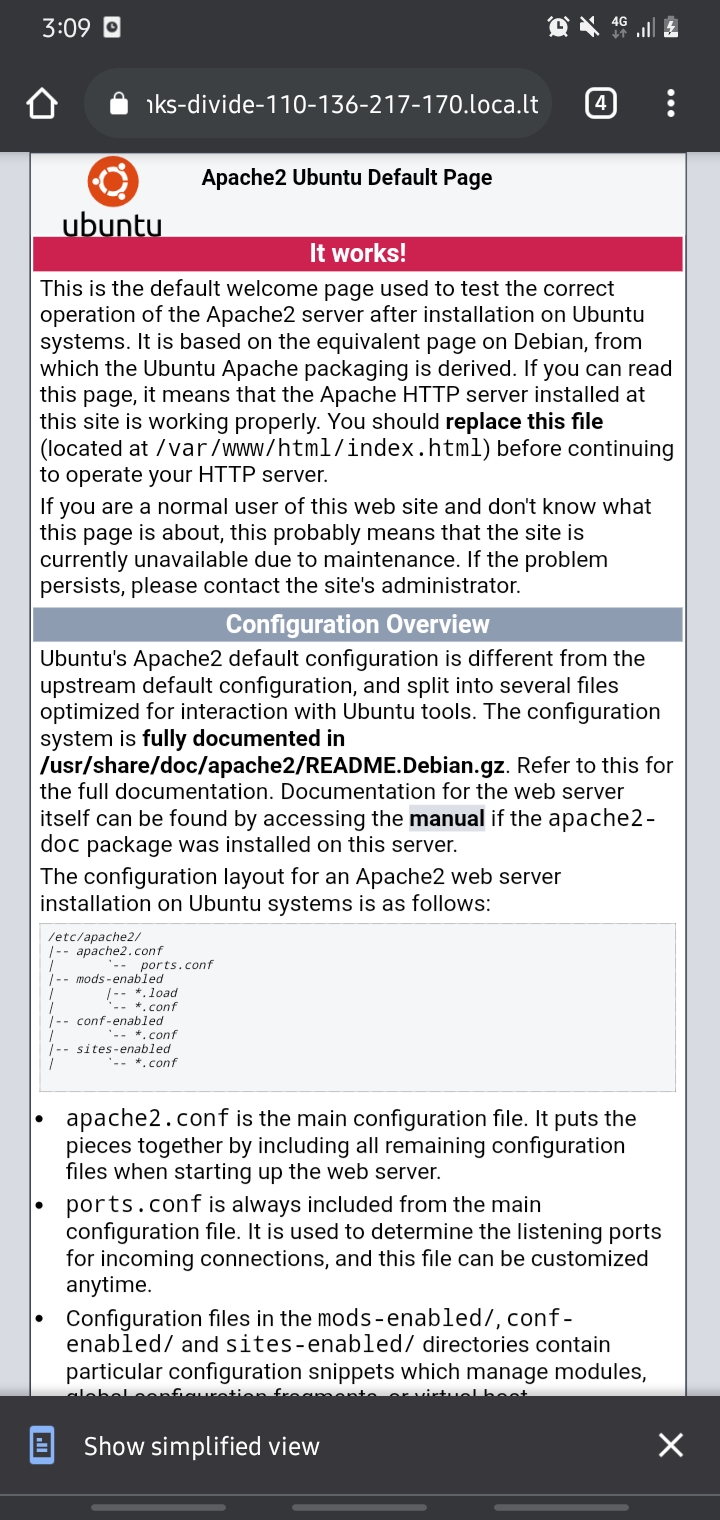 3:09
4G
nks-divide-110-136-217-170.loca.lt
4
Apache2 Ubuntu Default Page
ubuntu
It works!
This is the default welcome page used to test the correct
operation of the Apache2 server after installation on Ubuntu
systems. It is based on the equivalent page on Debian, from
which the Ubuntu Apache packaging is derived. If you can read
this page, it means that the Apache HTTP server installed at
this site is working properly. You should replace this file
(located at /var/www/html/index.html) before continuing
to operate your HTTP server.
If you are a normal user of this web site and don't know what
this page is about, this probably means that the site is
currently unavailable due to maintenance. If the problem
persists, please contact the site's administrator.
Configuration Overview
Ubuntu's Apache2 default configuration is different from the
upstream default configuration, and split into several files
optimized for interaction with Ubuntu tools. The configuration
system is fully documented in
/usr/share/doc/apache2/README.Debian.gz. Refer to this for
the full documentation. Documentation for the web server
itself can be found by accessing the manual if the apache2-
doc package was installed on this server.
The configuration layout for an Apache2 web server
installation on Ubuntu systems is as follows:
/etc/apache2/
|-- apache2.conf
|       `--  ports.conf
|-- mods-enabled
|       |-- *.load
|       `-- *.conf
|-- conf-enabled
|       `-- *.conf
|-- sites-enabled
|       `-- *.conf
• apache2.conf is the main configuration file. It puts the
pieces together by including all remaining configuration
files when starting up the web server.
• ports.conf is always included from the main
configuration file. It is used to determine the listening ports
for incoming connections, and this file can be customized
anytime.
• Configuration files in the mods-enabled/, conf-
enabled/ and sites-enabled/ directories contain
particular configuration snippets which manage modules,
global configuration fragments, or virtual host
Show simplified view